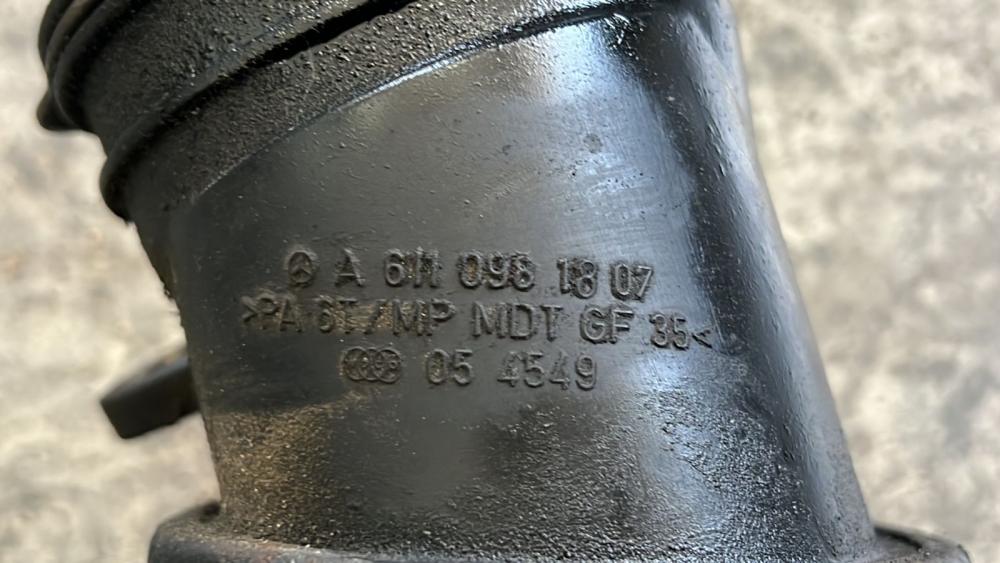 A 611 098 18 07
>PA 6T/MP MDT GF 35<
05 4549